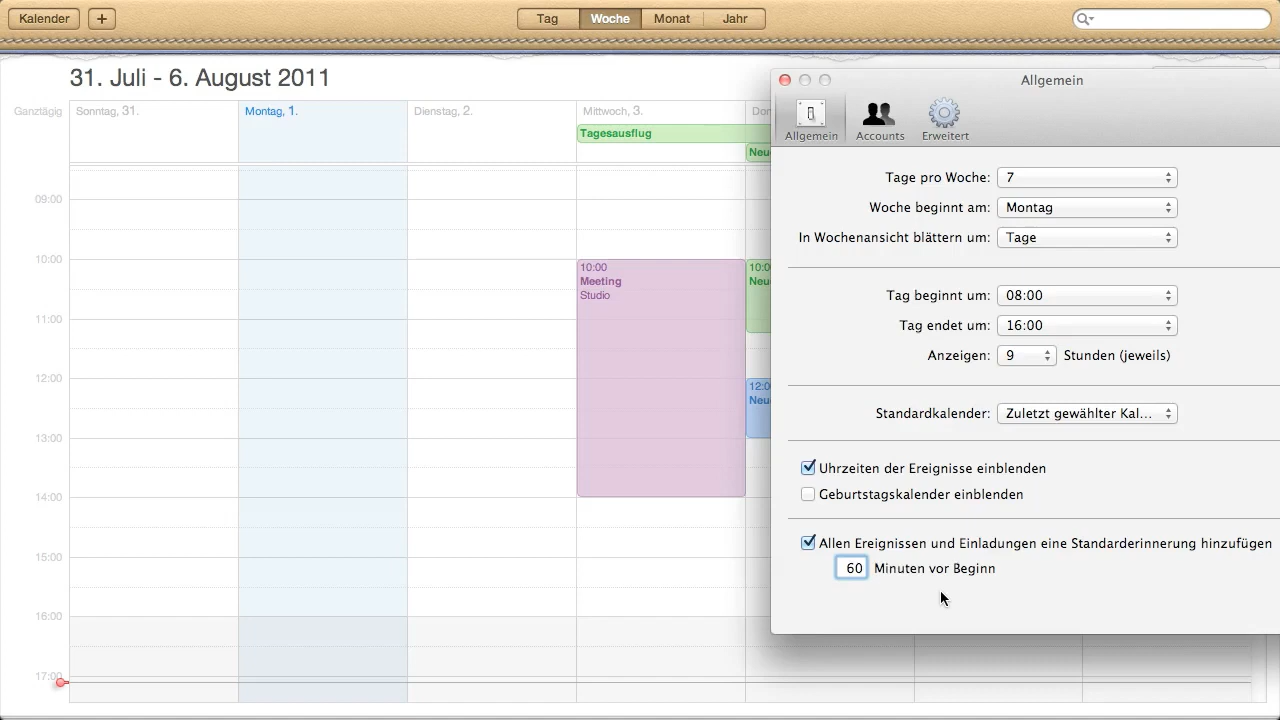 Kalender
+
Tag
Woche
Monat
Jahr
31. Juli - 6. August 2011
Ganztägig
Sonntag, 31.
Montag, 1.
Dienstag, 2.
Mittwoch, 3.
Don
Tagesausflug
Neu
09:00
10:00
11:00
12:00
13:00
14:00
15:00
16:00
17:00
10:00
Meeting
Studio
10:0
Neu
12:0
Neu
Allgemein
Allgemein
Accounts
Erweitert
Tage pro Woche: 7
Woche beginnt am: Montag
In Wochenansicht blättern um: Tage
Tag beginnt um: 08:00
Tag endet um: 16:00
Anzeigen: 9 Stunden (jeweils)
Standardkalender: Zuletzt gewählter Kal...
Uhrzeiten der Ereignisse einblenden
Geburtstagskalender einblenden
Allen Ereignissen und Einladungen eine Standarderinnerung hinzufügen
60 Minuten vor Beginn